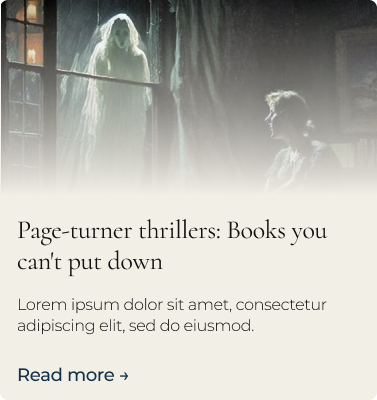 Page-turner thrillers: Books you
can't put down
Lorem ipsum dolor sit amet, consectetur
adipiscing elit, sed do eiusmod.
Read more →